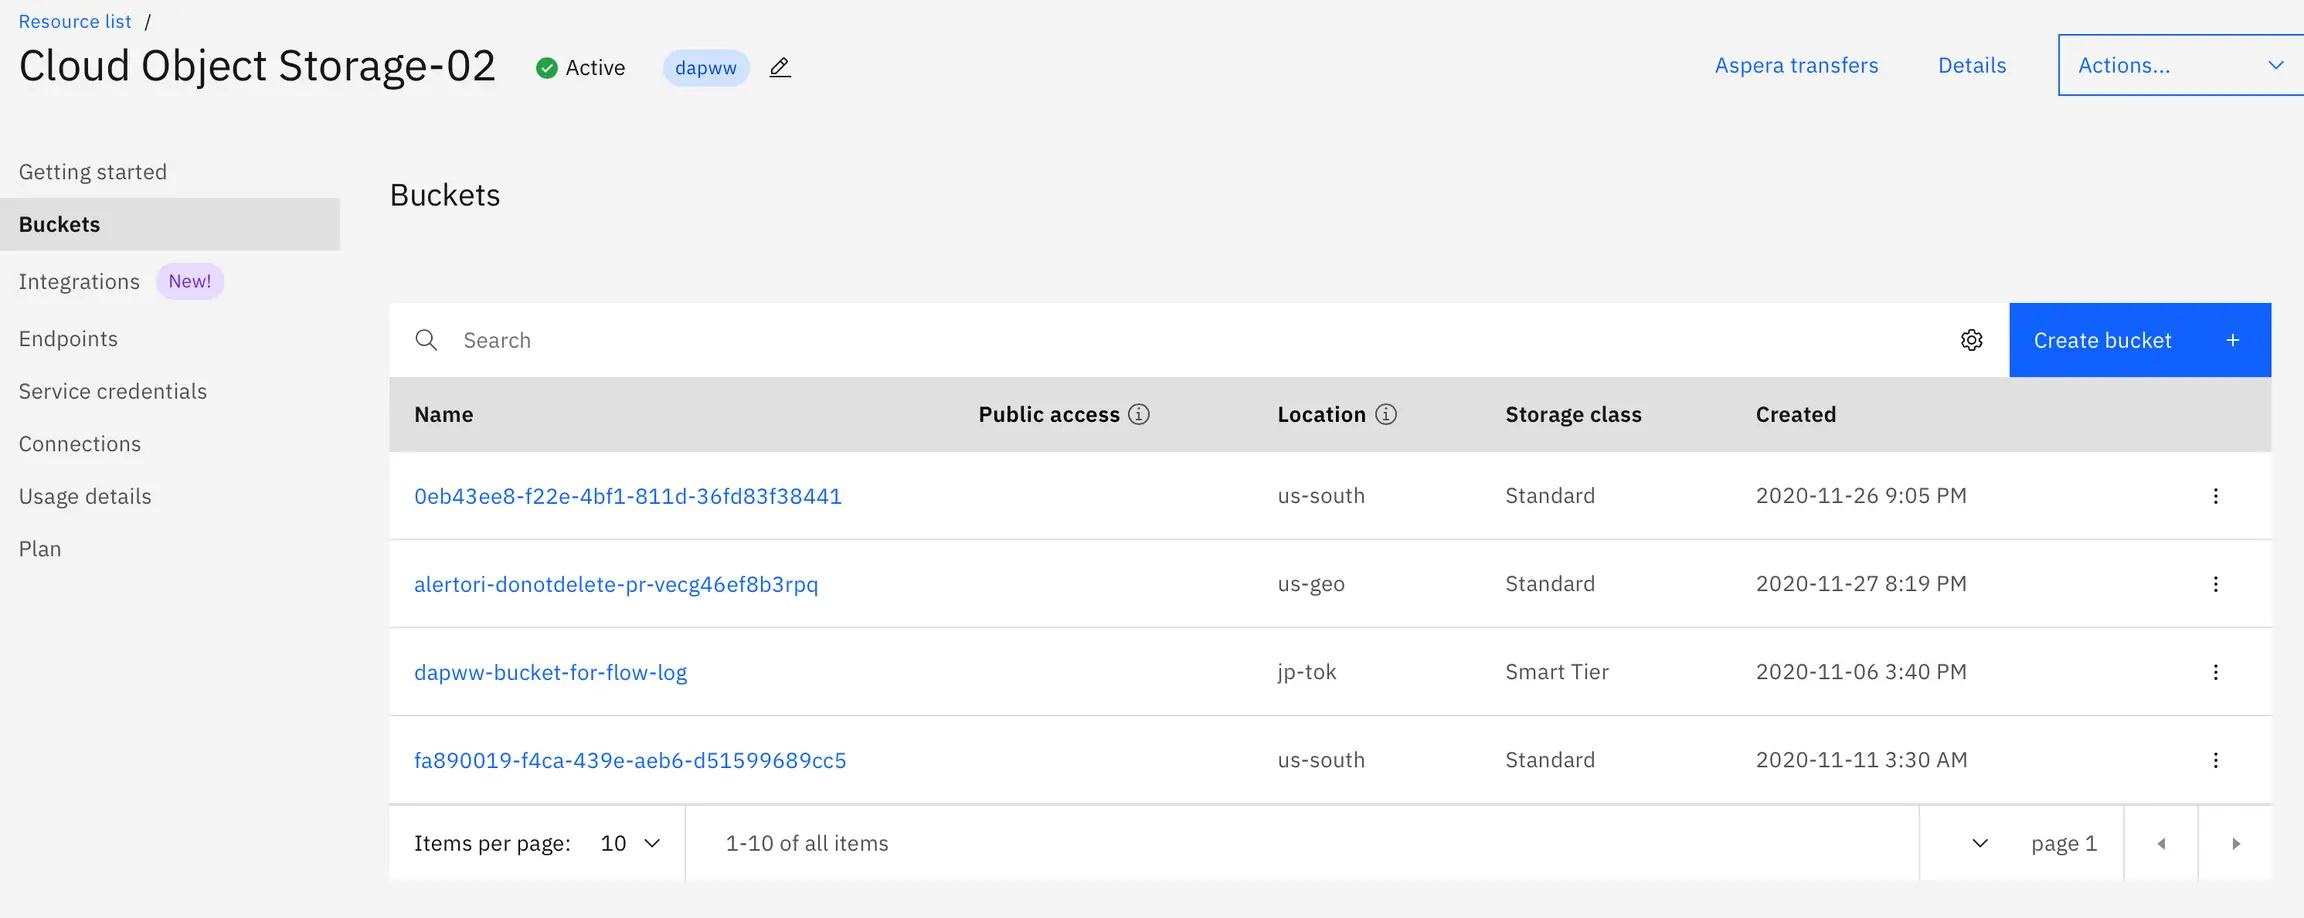 Resource list /
Cloud Object Storage-02 Active dapww
Aspera transfers Details Actions...
Getting started
Buckets
Integrations New!
Endpoints
Service credentials
Connections
Usage details
Plan
Buckets
Search Create bucket +
Name Public access Location Storage class Created
0eb43ee8-f22e-4bf1-811d-36fd83f38441 us-south Standard 2020-11-26 9:05 PM
alertori-donotdelete-pr-vecg46ef8b3rpq us-geo Standard 2020-11-27 8:19 PM
dapww-bucket-for-flow-log jp-tok Smart Tier 2020-11-06 3:40 PM
fa890019-f4ca-439e-aeb6-d51599689cc5 us-south Standard 2020-11-11 3:30 AM
Items per page: 10 1-10 of all items page 1